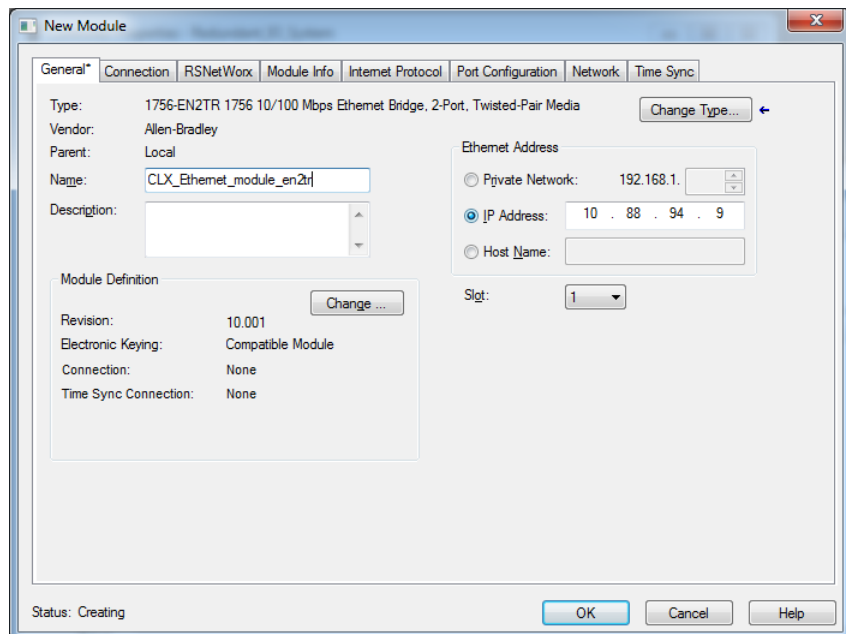 New Module
General* Connection RSNetWorx Module Info Internet Protocol Port Configuration Network Time Sync
Type: 1756-EN2TR 1756 10/100 Mbps Ethernet Bridge, 2-Port, Twisted-Pair Media Change Type...
Vendor: Allen-Bradley
Parent: Local
Name: CLX_Ethernet_module_en2tr
Description:
Ethernet Address
Private Network: 192.168.1.
IP Address: 10 . 88 . 94 . 9
Host Name:
Module Definition
Change ...
Revision: 10.001
Electronic Keying: Compatible Module
Connection: None
Time Sync Connection: None
Slot: 1
Status: Creating OK Cancel Help